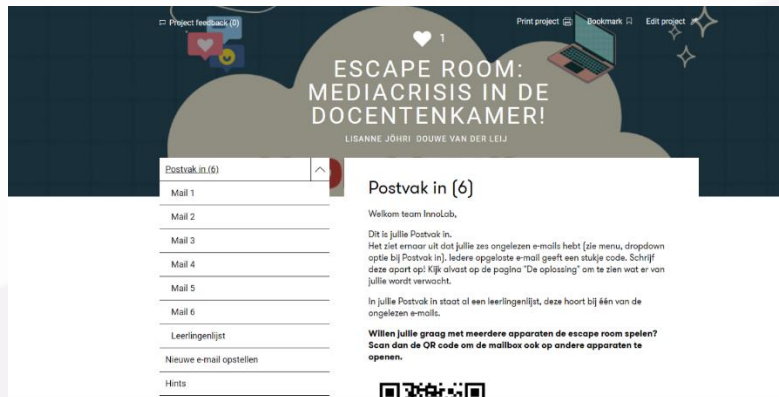 Project feedback (0)
Print project
Bookmark
Edit project
1
ESCAPE ROOM:
MEDIACRISIS IN DE
DOCENTENKAMER!
LISANNE JÖHRI DOUWE VAN DER LEIJ
Postvak in (6)
Mail 1
Mail 2
Mail 3
Mail 4
Mail 5
Mail 6
Leerlingenlijst
Nieuwe e-mail opstellen
Hints
Postvak in (6)
Welkom team InnoLab,
Dit is jullie Postvak in.
Het ziet ernaar uit dat jullie zes ongelezen e-mails hebt (zie menu, dropdown
optie bij Postvak in). Iedere opgeloste e-mail geeft een stukje code. Schrijf
deze apart op! Kijk alvast op de pagina "De oplossing" om te zien wat er van
jullie wordt verwacht.
In jullie Postvak in staat al een leerlingenlijst, deze hoort bij één van de
ongelezen e-mails.
Willen jullie graag met meerdere apparaten de escape room spelen?
Scan dan de QR code om de mailbox ook op andere apparaten te
openen.